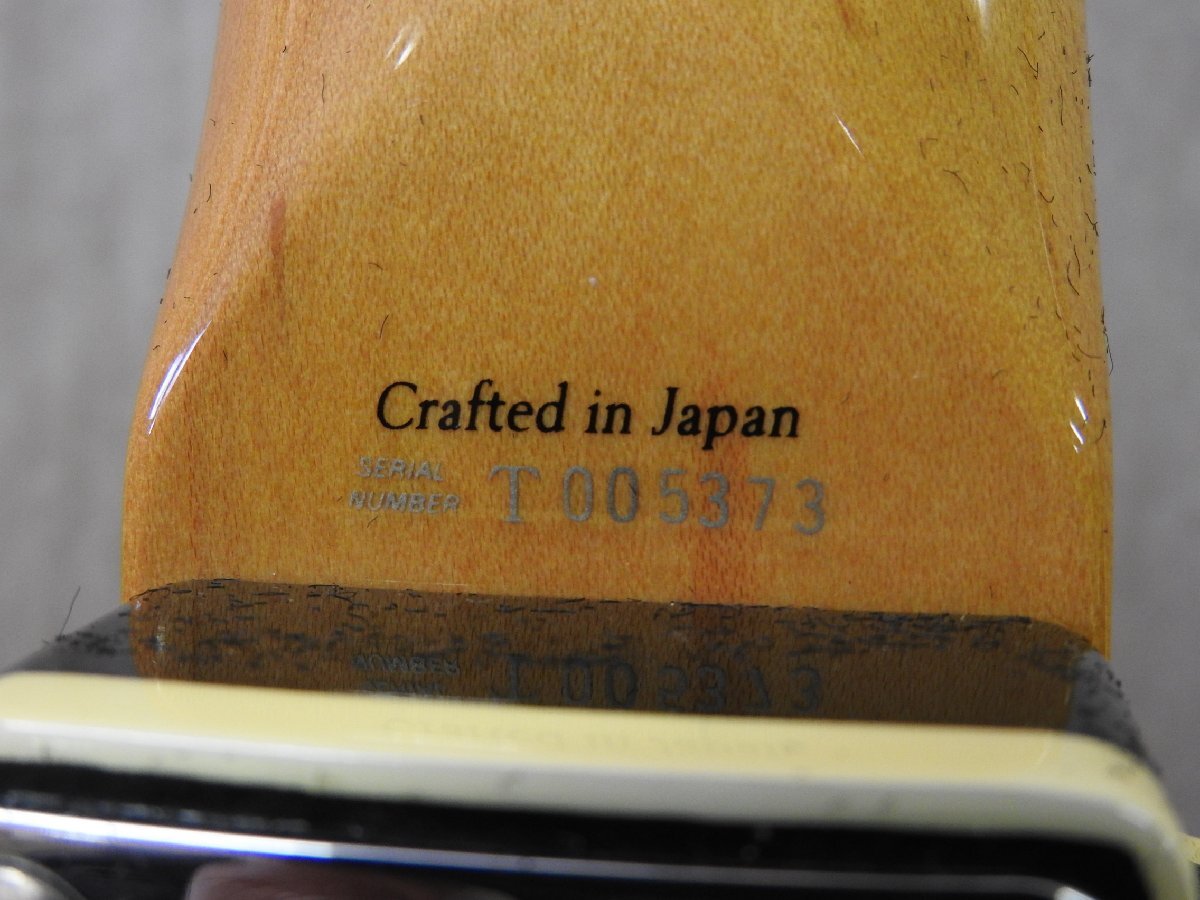 Crafted in Japan
SERIAL
NUMBER T005373